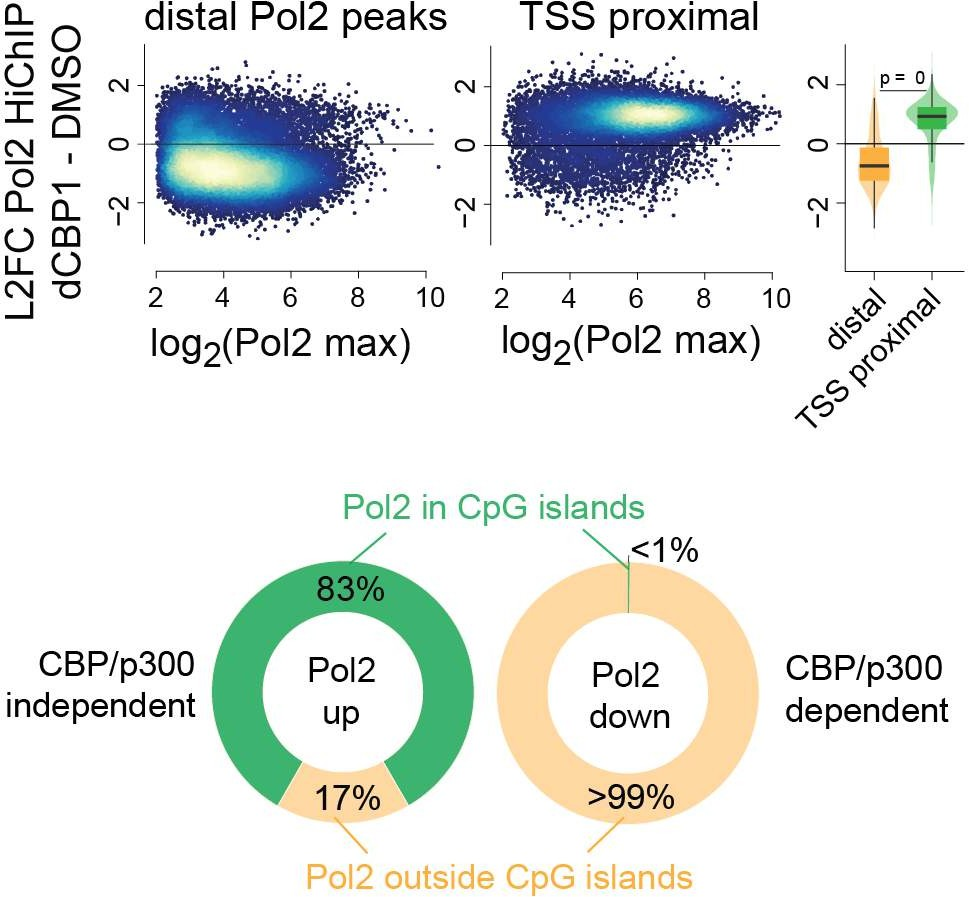 distal Pol2 peaks
TSS proximal
L2FC Pol2 HiChIP
dCBP1 - DMSO
2
0
−2
2
4
6
8
10
log2(Pol2 max)
2
0
−2
2
4
6
8
10
log2(Pol2 max)
2
0
−2
p = 0
distal
TSS proximal
Pol2 in CpG islands
<1%
83%
CBP/p300
independent
Pol2
up
Pol2
down
CBP/p300
dependent
17%
>99%
Pol2 outside CpG islands